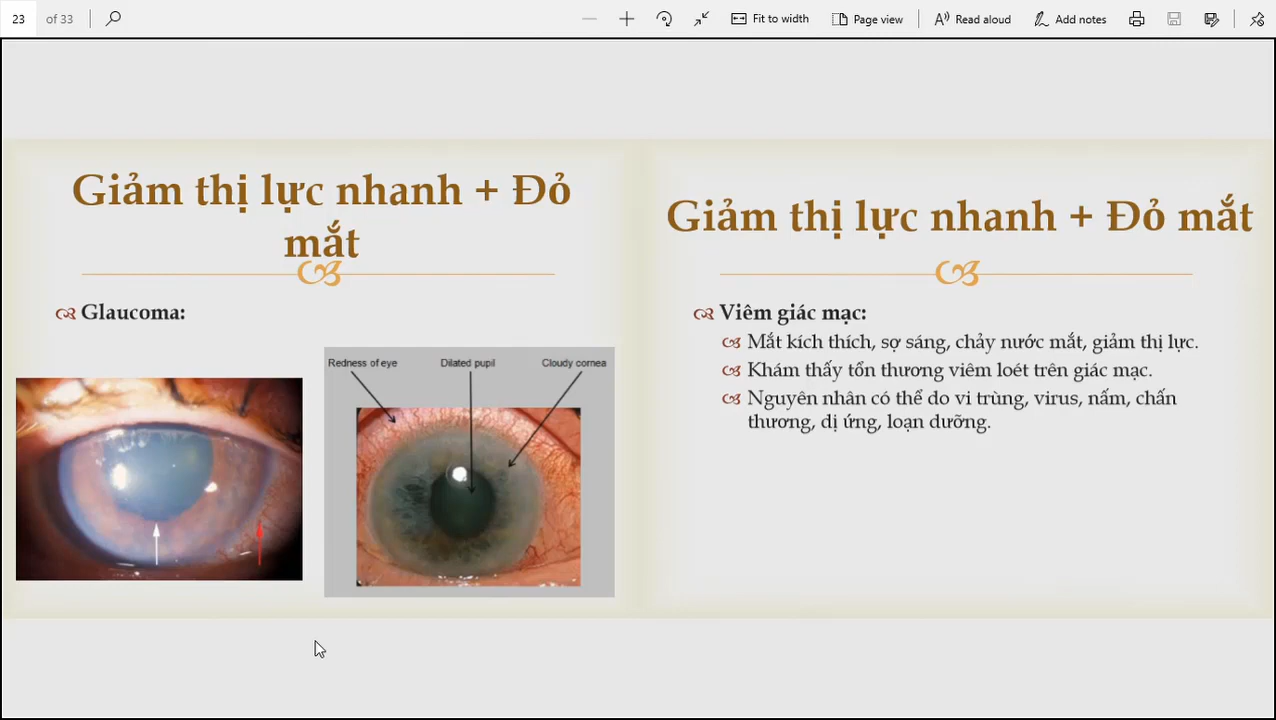 23 of 33
Fit to width
Page view
Read aloud
Add notes
Giảm thị lực nhanh + Đỏ
mắt
Glaucoma:
Redness of eye
Dilated pupil
Cloudy cornea
Giảm thị lực nhanh + Đỏ mắt
Viêm giác mạc:
Mắt kích thích, sợ sáng, chảy nước mắt, giảm thị lực.
Khám thấy tổn thương viêm loét trên giác mạc.
Nguyên nhân có thể do vi trùng, virus, nấm, chấn
thương, dị ứng, loạn dưỡng.